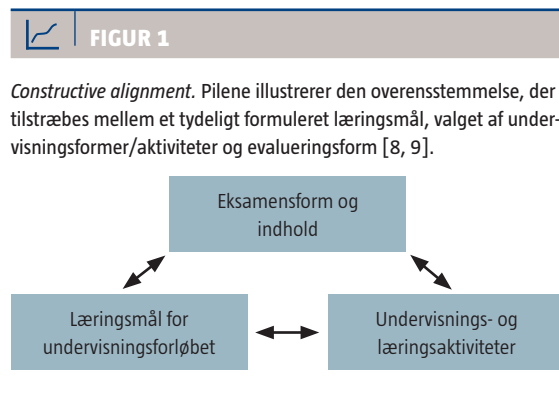 FIGUR 1
Constructive alignment. Pilene illustrerer den overensstemmelse, der
tilstræbes mellem et tydeligt formuleret læringsmål, valget af under-
visningsformer/aktiviteter og evalueringsform [8, 9].
Eksamensform og
indhold
Læringsmål for
undervisningsforløbet
Undervisnings- og
læringsaktiviteter